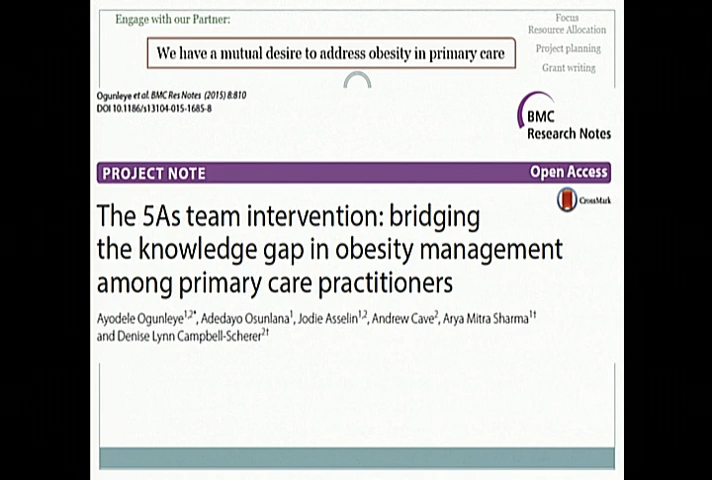 Engage with our Partner:
Focus
Resource Allocation
Project planning
Grant writing
We have a mutual desire to address obesity in primary care
Ogunleye et al. BMC Res Notes (2015) 8:810
DOI 10.1186/s13104-015-1685-8
BMC
Research Notes
PROJECT NOTE
Open Access
CrossMark
The 5As team intervention: bridging
the knowledge gap in obesity management
among primary care practitioners
Ayodele Ogunleye1,2*, Adedayo Osunlana1, Jodie Asselin1,2, Andrew Cave2, Arya Mitra Sharma1†
and Denise Lynn Campbell-Scherer2†